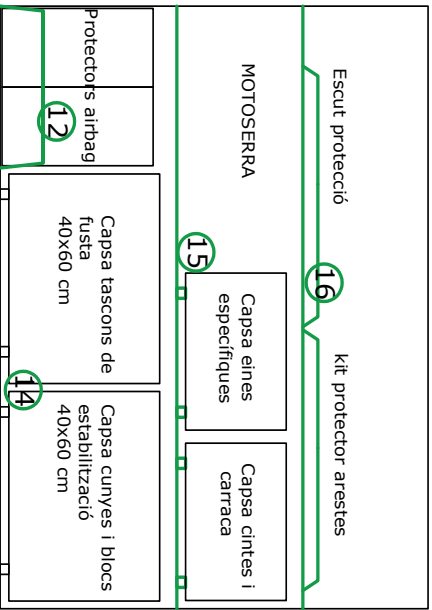 Escut protecció
kit protector arestes
16
MOTOSERRA
15
Capsa eines
específiques
Capsa cintes i
carraca
Protectors airbag
12
Capsa tascons de
fusta
40x60 cm
14
Capsa cunyes i blocs
estabilització
40x60 cm